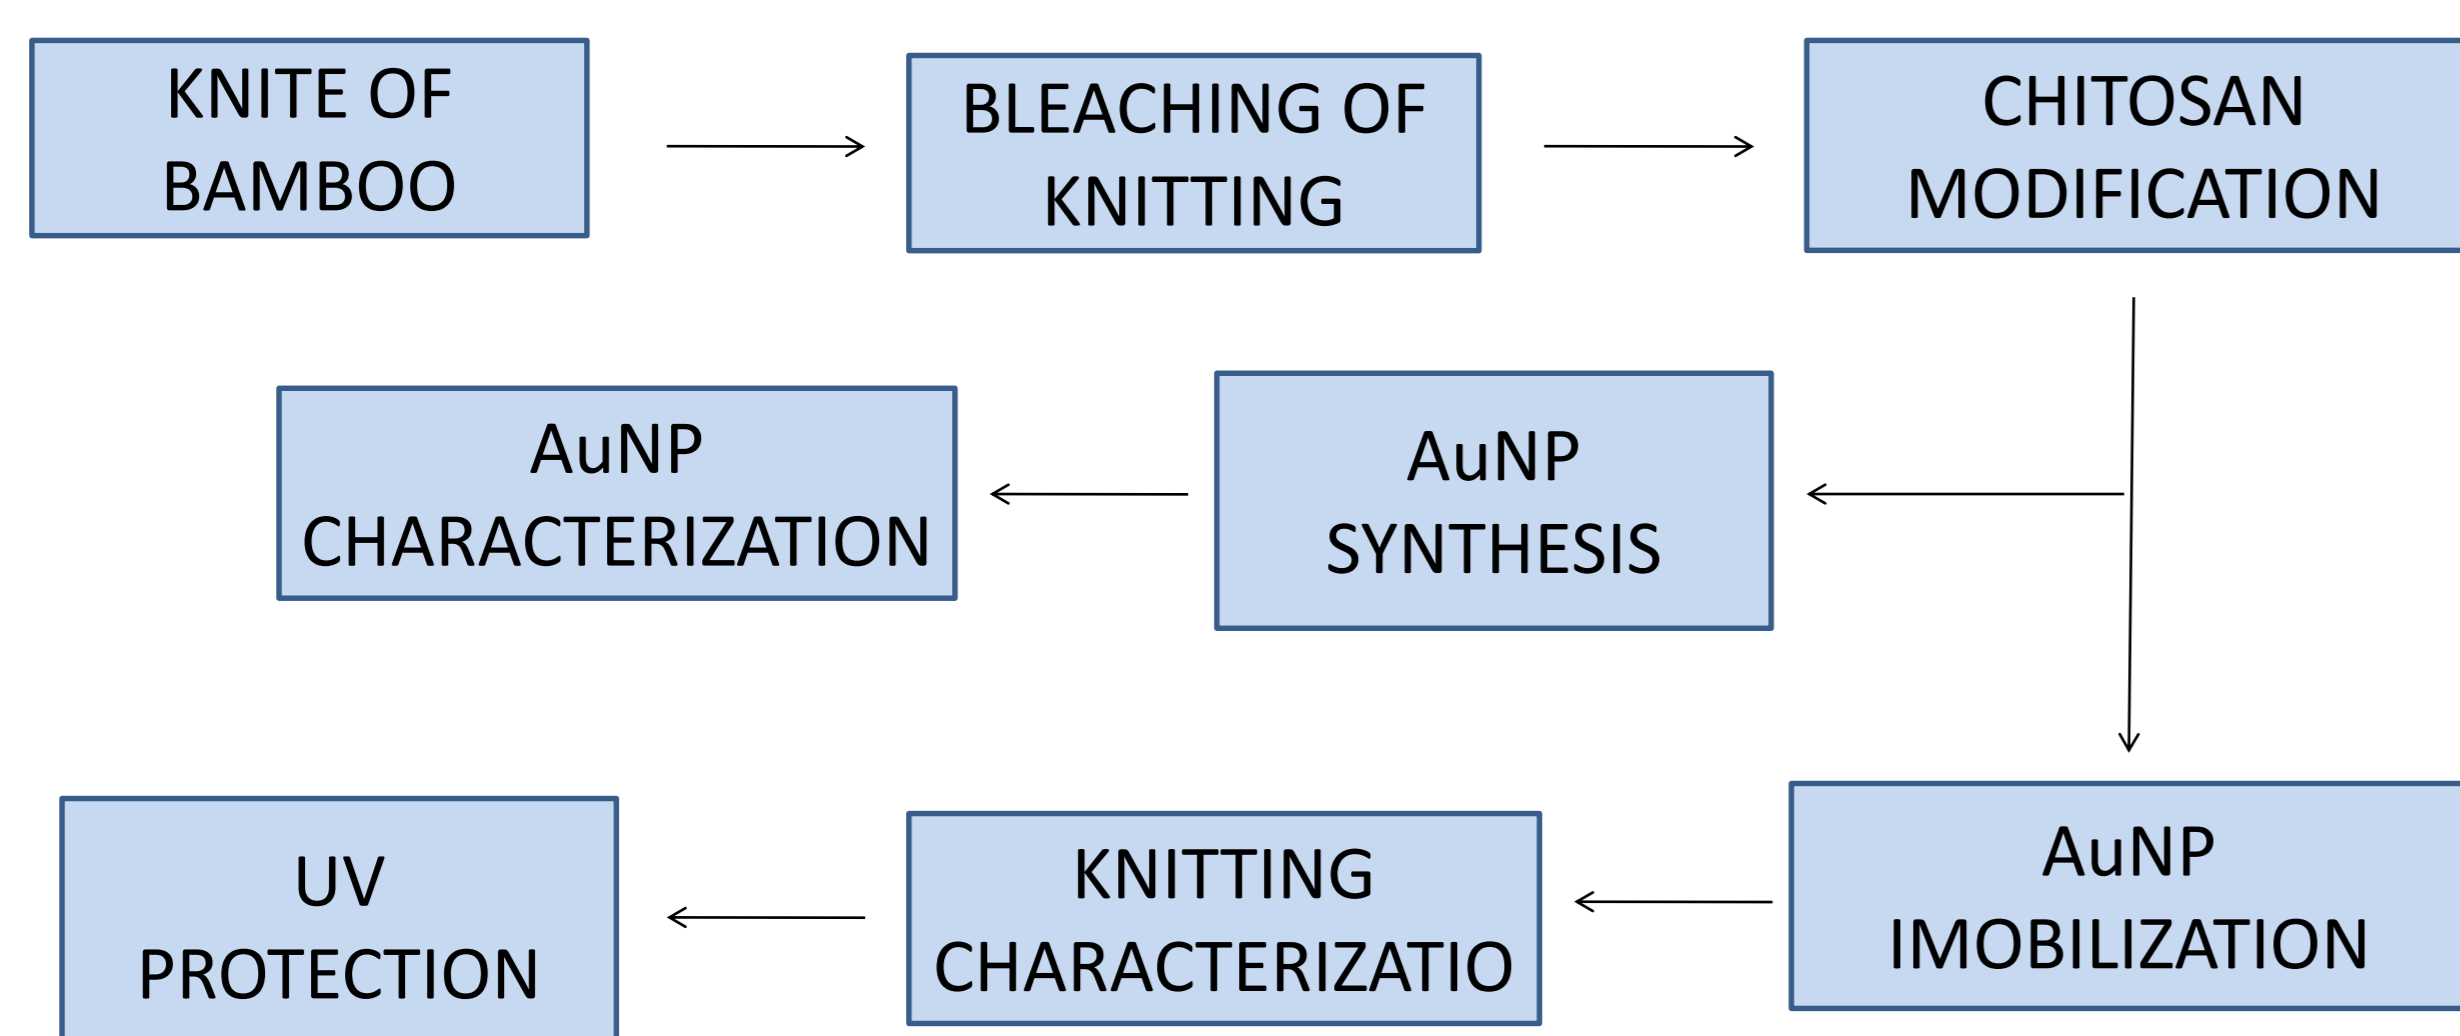 KNITE OF
BAMBOO
BLEACHING OF
KNITTING
CHITOSAN
MODIFICATION
AuNP
CHARACTERIZATION
AuNP
SYNTHESIS
UV
PROTECTION
KNITTING
CHARACTERIZATIO
AuNP
IMOBILIZATION